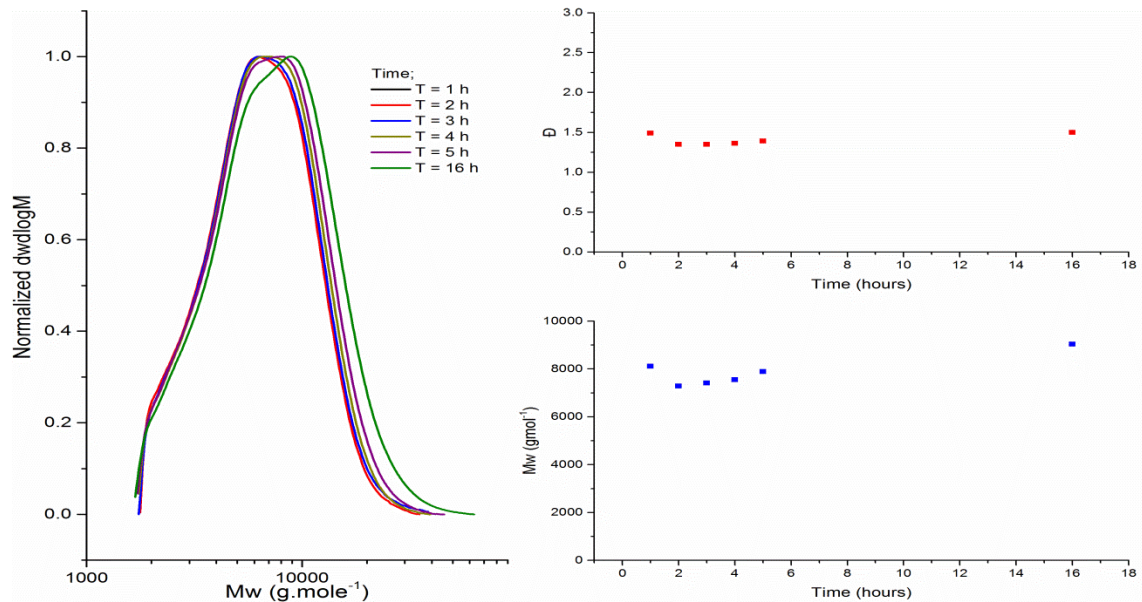 Normalized dwdlogM
1.0
0.8
0.6
0.4
0.2
0.0
1000
10000
Mw (g.mole⁻¹)
Time;
T = 1 h
T = 2 h
T = 3 h
T = 4 h
T = 5 h
T = 16 h
Đ
3.0
2.5
2.0
1.5
1.0
0.5
0.0
0 2 4 6 8 10 12 14 16 18
Time (hours)
Mw (gmol⁻¹)
10000
8000
6000
4000
2000
0
0 2 4 6 8 10 12 14 16 18
Time (hours)